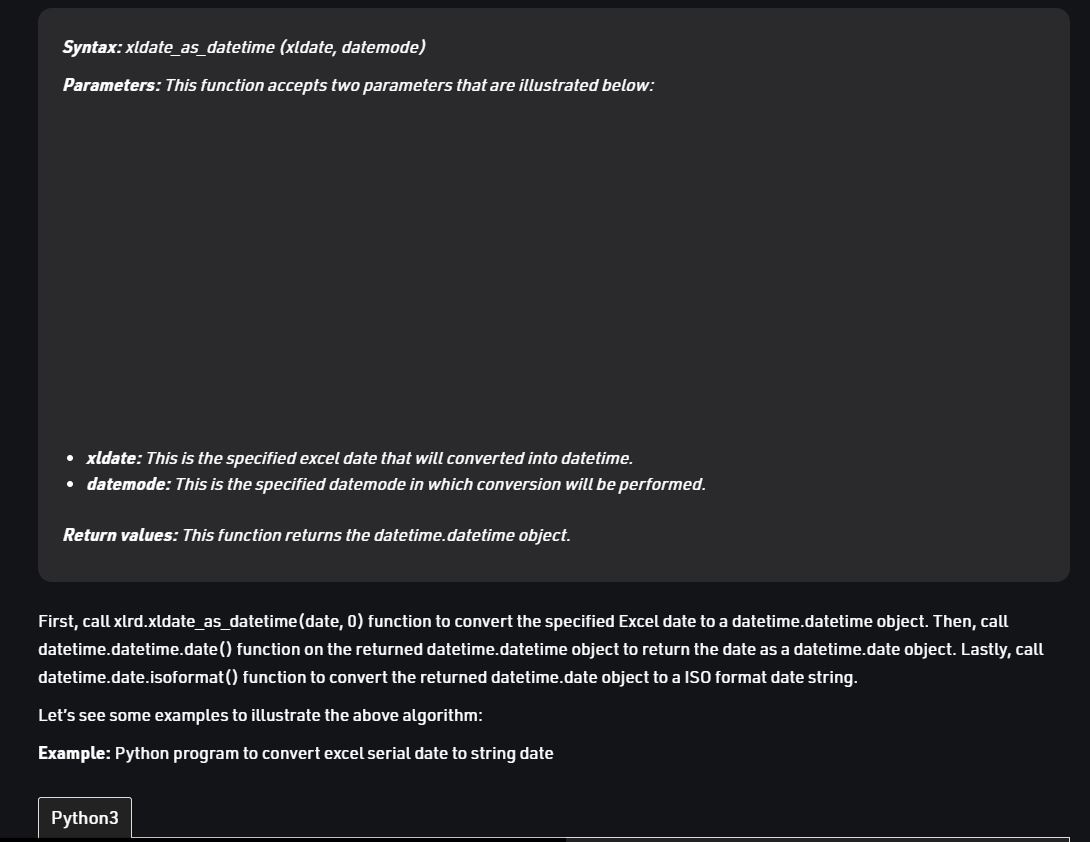 Syntax: xldate_as_datetime (xldate, datemode)
Parameters: This function accepts two parameters that are illustrated below:
• xldate: This is the specified excel date that will converted into datetime.
• datemode: This is the specified datemode in which conversion will be performed.
Return values: This function returns the datetime.datetime object.
First, call xlrd.xldate_as_datetime(date, 0) function to convert the specified Excel date to a datetime.datetime object. Then, call
datetime.datetime.date() function on the returned datetime.datetime object to return the date as a datetime.date object. Lastly, call
datetime.date.isoformat() function to convert the returned datetime.date object to a ISO format date string.
Let’s see some examples to illustrate the above algorithm:
Example: Python program to convert excel serial date to string date
Python3